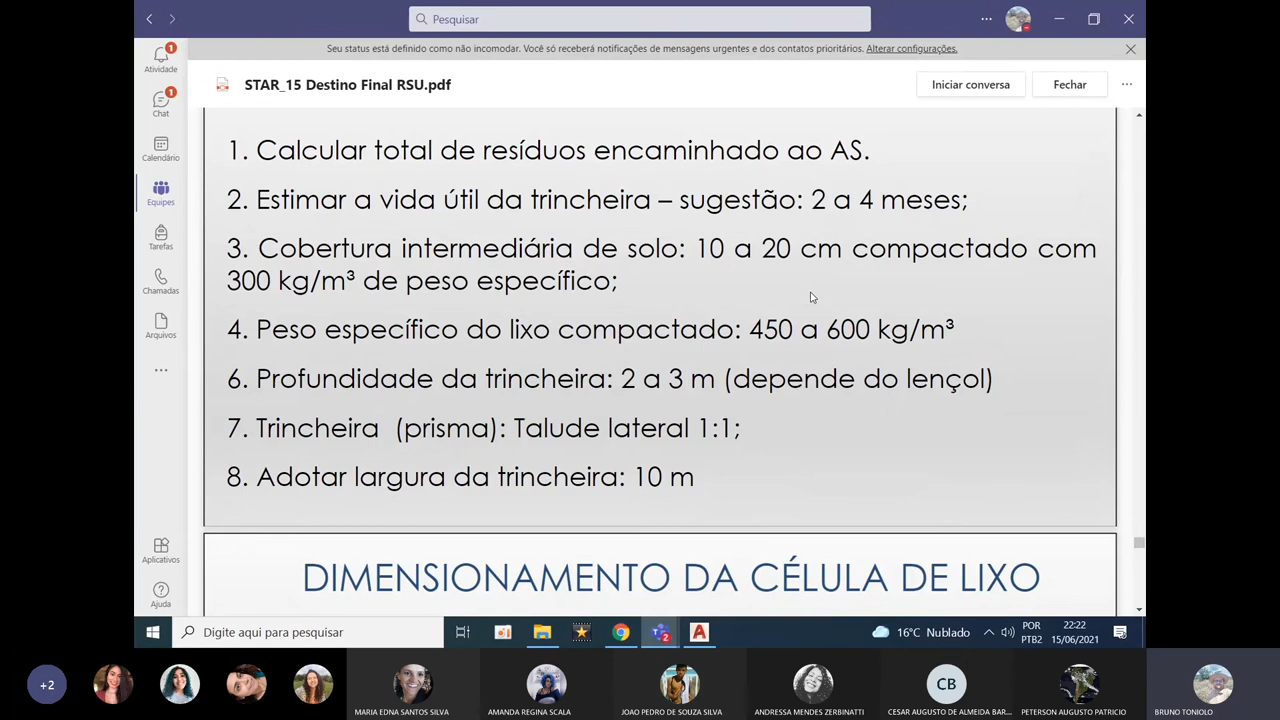 Pesquisar
Seu status está definido como não incomodar. Você só receberá notificações de mensagens urgentes e dos contatos prioritários. Alterar configurações.
Atividade
1
Chat
1
Calendário
Equipes
Tarefas
Chamadas
Arquivos
Aplicativos
Ajuda
STAR_15 Destino Final RSU.pdf
Iniciar conversa
Fechar
1. Calcular total de resíduos encaminhado ao AS.
2. Estimar a vida útil da trincheira – sugestão: 2 a 4 meses;
3. Cobertura intermediária de solo: 10 a 20 cm compactado com
300 kg/m³ de peso específico;
4. Peso específico do lixo compactado: 450 a 600 kg/m³
6. Profundidade da trincheira: 2 a 3 m (depende do lençol)
7. Trincheira (prisma): Talude lateral 1:1;
8. Adotar largura da trincheira: 10 m
DIMENSIONAMENTO DA CÉLULA DE LIXO
Digite aqui para pesquisar
2
A
16°C Nublado
POR
PTB2
22:22
15/06/2021
+2
MARIA EDNA SANTOS SILVA
AMANDA REGINA SCALA
JOAO PEDRO DE SOUZA SILVA
ANDRESSA MENDES ZERBINATTI
CB
CESAR AUGUSTO DE ALMEIDA BAR...
PETERSON AUGUSTO PATRICIO
BRUNO TONIOLO